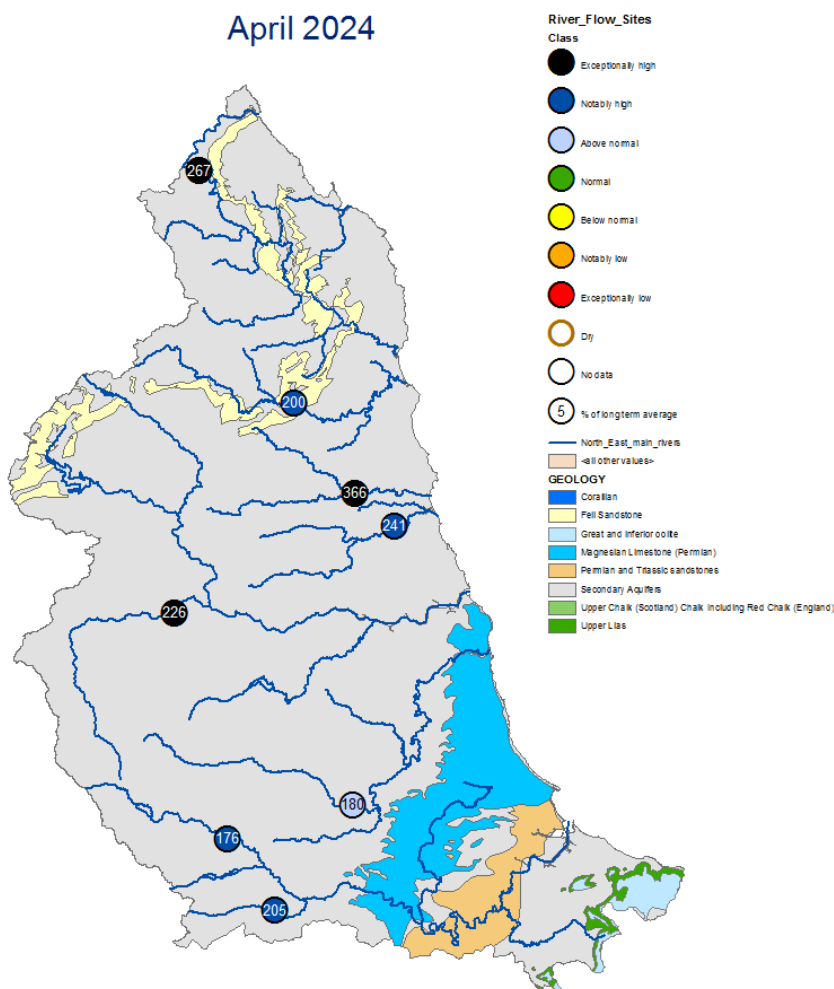 April 2024
River_Flow_Sites
Class
Exceptionally high
Notably high
Above normal
Normal
Below normal
Notably low
Exceptionally low
Dry
No data
5 % of long term average
North_East_main_rivers
<all other values>
GEOLOGY
Corallian
Fell Sandstone
Great and Inferior oolite
Magnesian Limestone (Permian)
Permian and Triassic sandstones
Secondary Aquifers
Upper Chalk (Scotland) Chalk including Red Chalk (England)
Upper Lias
267
200
366
241
226
180
176
205